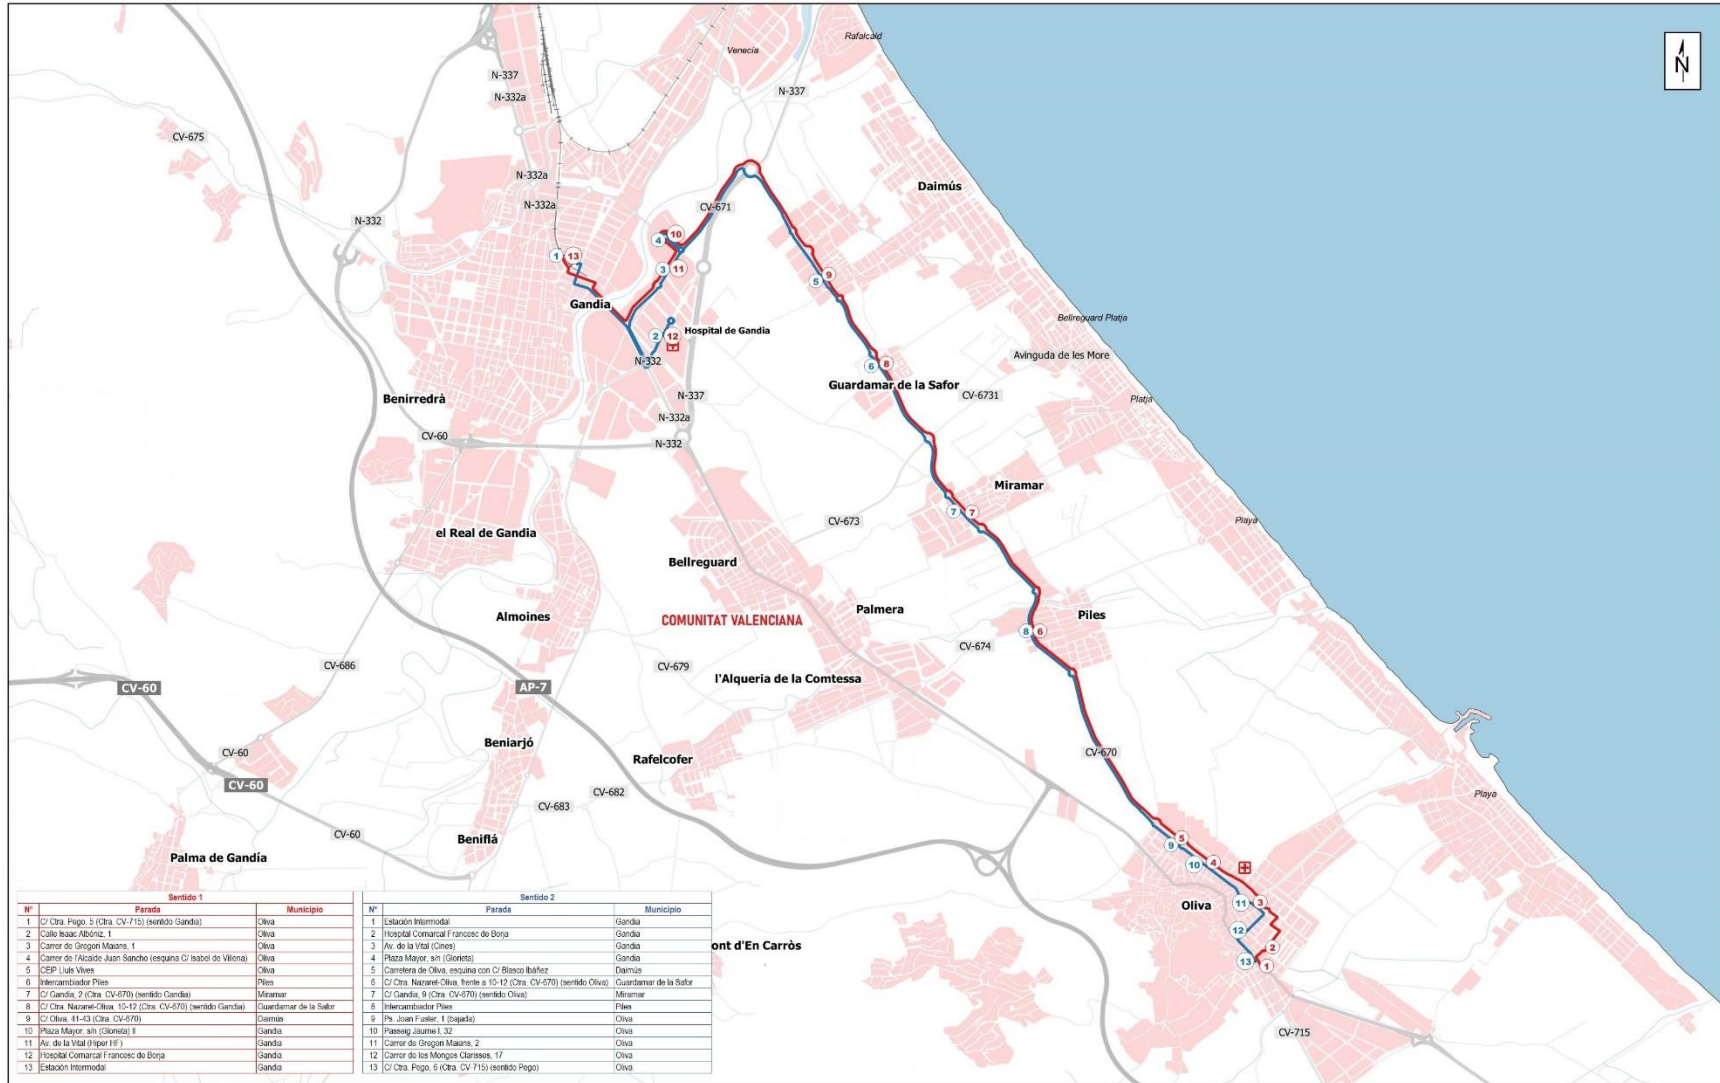 Rafalcaid
Venecia
N
N-337
N-332a
N-337
CV-675
N-332a
N-332a
Daimús
CV-671
N-332
4
10
1
13
3
11
9
5
Gandia
Bellreguard Platja
2
12
Hospital de Gandia
Avinguda de les More
N-332
8
6
Guardamar de la Safor
N-337
CV-6731
Benirredrà
Platja
N-332a
CV-60
N-332
Miramar
7
7
CV-673
Playa
el Real de Gandia
Bellreguard
Palmera
Almoines
COMUNITAT VALENCIANA
Piles
8
6
CV-674
CV-686
CV-679
l'Alqueria de la Comtessa
CV-60
AP-7
Beniarjó
CV-60
CV-670
Rafelcofer
CV-60
CV-682
CV-683
Playa
CV-60
Beniflá
5
9
Palma de Gandía
4
10
11
3
Oliva
12
ont d'En Carròs
2
13
1
CV-715
Sentido 1
Nº Parada Municipio
1 C/ Ctra. Pego, 5 (Ctra. CV-715) (sentido Gandia) Oliva
2 Calle Isaac Albéniz, 1 Oliva
3 Carrer de Gregori Maians, 1 Oliva
4 Carrer de l'Alcalde Juan Sancho (esquina C/ Isabel de Villena) Oliva
5 CEIP Lluis Vives Oliva
6 Intercambiador Piles Piles
7 C/ Gandia, 2 (Ctra. CV-670) (sentido Gandia) Miramar
8 C/ Ctra. Nazaret-Oliva, 10-12 (Ctra. CV-670) (sentido Gandia) Guardamar de la Safor
9 C/ Oliva, 41-43 (Ctra. CV-670) Daimús
10 Plaza Mayor, s/n (Glorieta) II Gandia
11 Av. de la Vital (Hiper HF) Gandia
12 Hospital Comarcal Francesc de Borja Gandia
13 Estación Intermodal Gandia
Sentido 2
Nº Parada Municipio
1 Estación Intermodal Gandia
2 Hospital Comarcal Francesc de Borja Gandia
3 Av. de la Vital (Cines) Gandia
4 Plaza Mayor, s/n (Glorieta) Gandia
5 Carretera de Oliva, esquina con C/ Blasco Ibáñez Daimús
6 C/ Ctra. Nazaret-Oliva, frente a 10-12 (Ctra. CV-670) (sentido Oliva) Guardamar de la Safor
7 C/ Gandia, 9 (Ctra. CV-670) (sentido Oliva) Miramar
8 Intercambiador Piles Piles
9 Ps. Joan Fuster, 1 (bajada) Oliva
10 Passeig Jaume I, 32 Oliva
11 Carrer de Gregori Maians, 2 Oliva
12 Carrer de les Monges Clarisses, 17 Oliva
13 C/ Ctra. Pego, 6 (Ctra. CV-715) (sentido Pego) Oliva